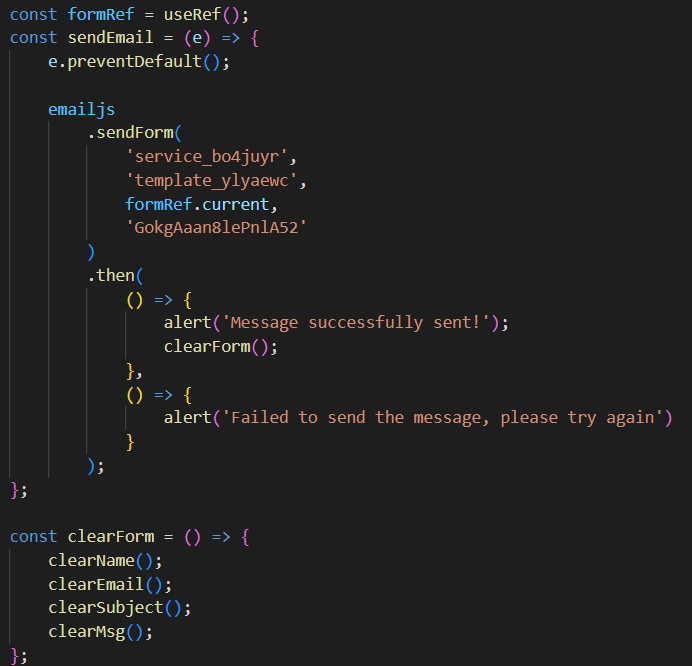 const formRef = useRef();
const sendEmail = (e) => {
    e.preventDefault();

    emailjs
        .sendForm(
            'service_bo4juyr',
            'template_ylyaewc',
            formRef.current,
            'GokgAaan8lePnlA52'
        )
        .then(
            () => {
                alert('Message successfully sent!');
                clearForm();
            },
            () => {
                alert('Failed to send the message, please try again')
            }
        );
};

const clearForm = () => {
    clearName();
    clearEmail();
    clearSubject();
    clearMsg();
};